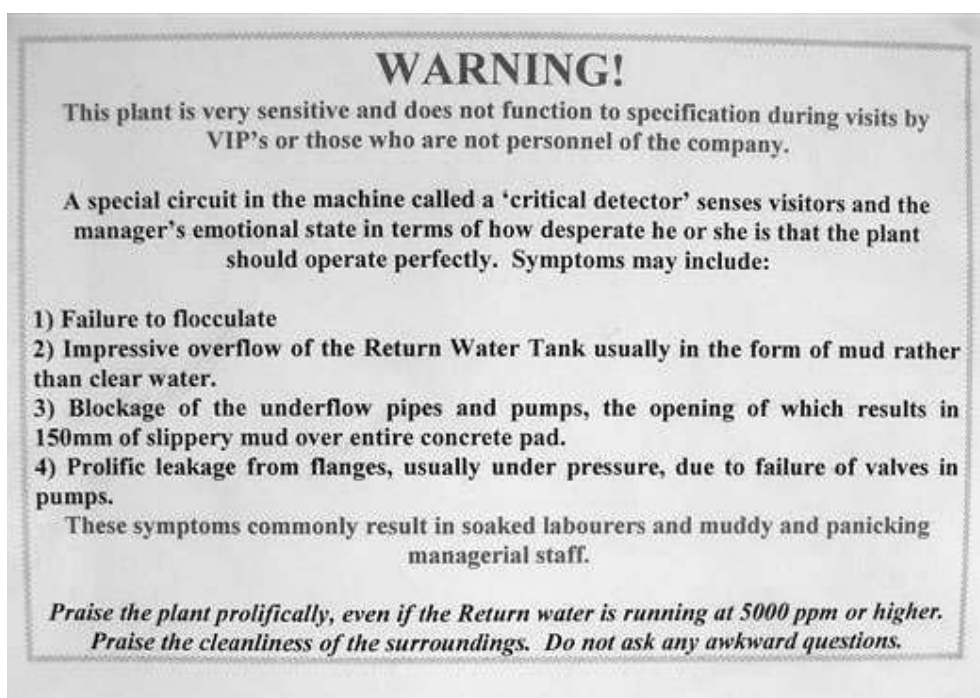 WARNING!
This plant is very sensitive and does not function to specification during visits by
VIP's or those who are not personnel of the company.
A special circuit in the machine called a ‘critical detector’ senses visitors and the
manager’s emotional state in terms of how desperate he or she is that the plant
should operate perfectly.  Symptoms may include:
1) Failure to flocculate
2) Impressive overflow of the Return Water Tank usually in the form of mud rather
than clear water.
3) Blockage of the underflow pipes and pumps, the opening of which results in
150mm of slippery mud over entire concrete pad.
4) Prolific leakage from flanges, usually under pressure, due to failure of valves in
pumps.
These symptoms commonly result in soaked labourers and muddy and panicking
managerial staff.
Praise the plant prolifically, even if the Return water is running at 5000 ppm or higher.
Praise the cleanliness of the surroundings.  Do not ask any awkward questions.